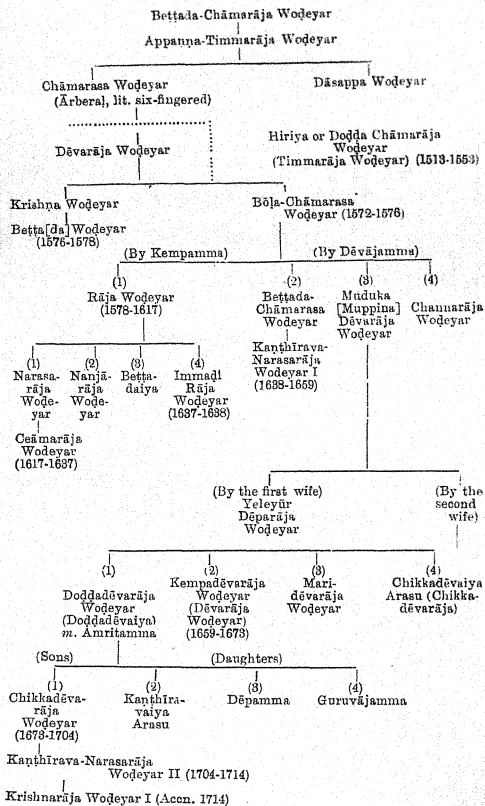 Beṭṭada-Chāmarāja Woḍeyar
Appaṇṇa-Timmarāja Woḍeyar
Chāmarasa Woḍeyar
(Ārberaḷ, lit. six-fingered)
Dāsappa Woḍeyar
Dēvarāja Woḍeyar
Hiriya or Doḍḍa Chāmarāja
Woḍeyar
(Timmarāja Woḍeyar) (1513-1553)
Krishṇa Woḍeyar
Beṭṭa[da] Woḍeyar
(1576-1578)
Bōḷa-Chāmarasa
Woḍeyar (1572-1576)
(By Kempamma)
(By Dēvājamma)
(1)
Rāja Woḍeyar
(1578-1617)
(2)
Beṭṭada-
Chāmarasa
Woḍeyar
Kaṇṭhīrava-
Narasarāja
Woḍeyar I
(1638-1659)
(3)
Muduka
[Muppina]
Dēvarāja
Woḍeyar
(4)
Channarāja
Woḍeyar
(1)
Narasa-
rāja
Woḍe-
yar
Ceāmarāja
Woḍeyar
(1617-1637)
(2)
Nanjā-
rāja
Woḍe-
yar
(3)
Beṭṭa-
daiya
(4)
Immaḍi
Rāja
Woḍeyar
(1637-1638)
(By the first wife)
Yeleyūr
Dēparāja
Woḍeyar
(By the
second
wife)
(1)
Doḍḍadēvarāja
Woḍeyar
(Doḍḍadēvaiya)
m. Amritamma
(2)
Kempadēvarāja
Woḍeyar
(Dēvarāja
Woḍeyar)
(1659-1673)
(3)
Mari-
dēvarāja
Woḍeyar
(4)
Chikkadēvaiya
Arasu (Chikka-
dēvarāja)
(Sons)
(Daughters)
(1)
Chikkadēva-
rāja
Woḍeyar
(1673-1704)
(2)
Kaṇṭhīra-
vaiya
Arasu
(3)
Dēpamma
(4)
Guruvājamma
Kaṇṭhīrava-Narasarāja
Woḍeyar II (1704-1714)
Krishnarāja Woḍeyar I (Accn. 1714)